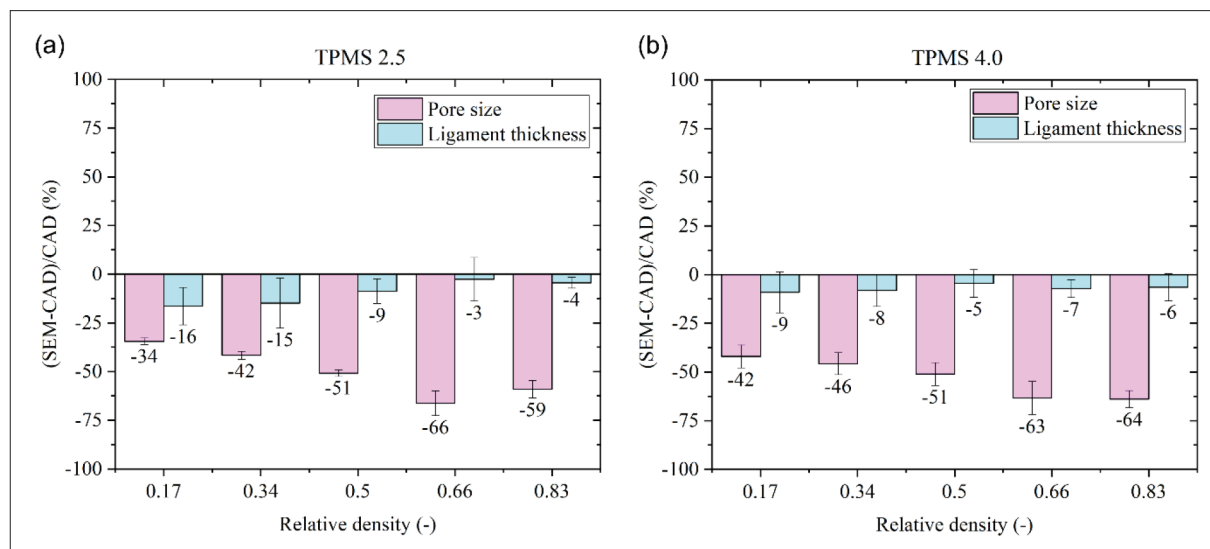 (a)
TPMS 2.5
(SEM-CAD)/CAD (%)
100
75
50
25
0
-25
-50
-75
-100
Pore size
Ligament thickness
-34
-16
-42
-15
-51
-9
-66
-3
-59
-4
0.17 0.34 0.5 0.66 0.83
Relative density (-)
(b)
TPMS 4.0
(SEM-CAD)/CAD (%)
100
75
50
25
0
-25
-50
-75
-100
Pore size
Ligament thickness
-42
-9
-46
-8
-51
-5
-63
-7
-64
-6
0.17 0.34 0.5 0.66 0.83
Relative density (-)